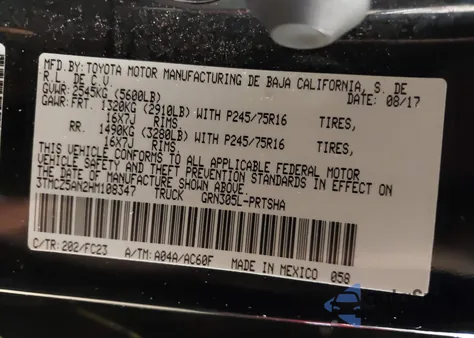 MFD.BY: TOYOTA MOTOR MANUFACTURING DE BAJA CALIFORNIA, S. DE
R.L. DE C.V. DATE: 08/17
GVWR: 2545KG (5600LB)
GAWR: FRT. 1320KG (2910LB) WITH P245/75R16 TIRES,
16X7J RIMS
RR. 1490KG (3280LB) WITH P245/75R16 TIRES,
16X7J RIMS
THIS VEHICLE CONFORMS TO ALL APPLICABLE FEDERAL MOTOR
VEHICLE SAFETY AND THEFT PREVENTION STANDARDS IN EFFECT ON
THE DATE OF MANUFACTURE SHOWN ABOVE.
3TMCZ5AN2HM108347 TRUCK GRN305L-PRTSHA
C/TR: 202/FC23 A/TM: A04A/AC60F MADE IN MEXICO 058